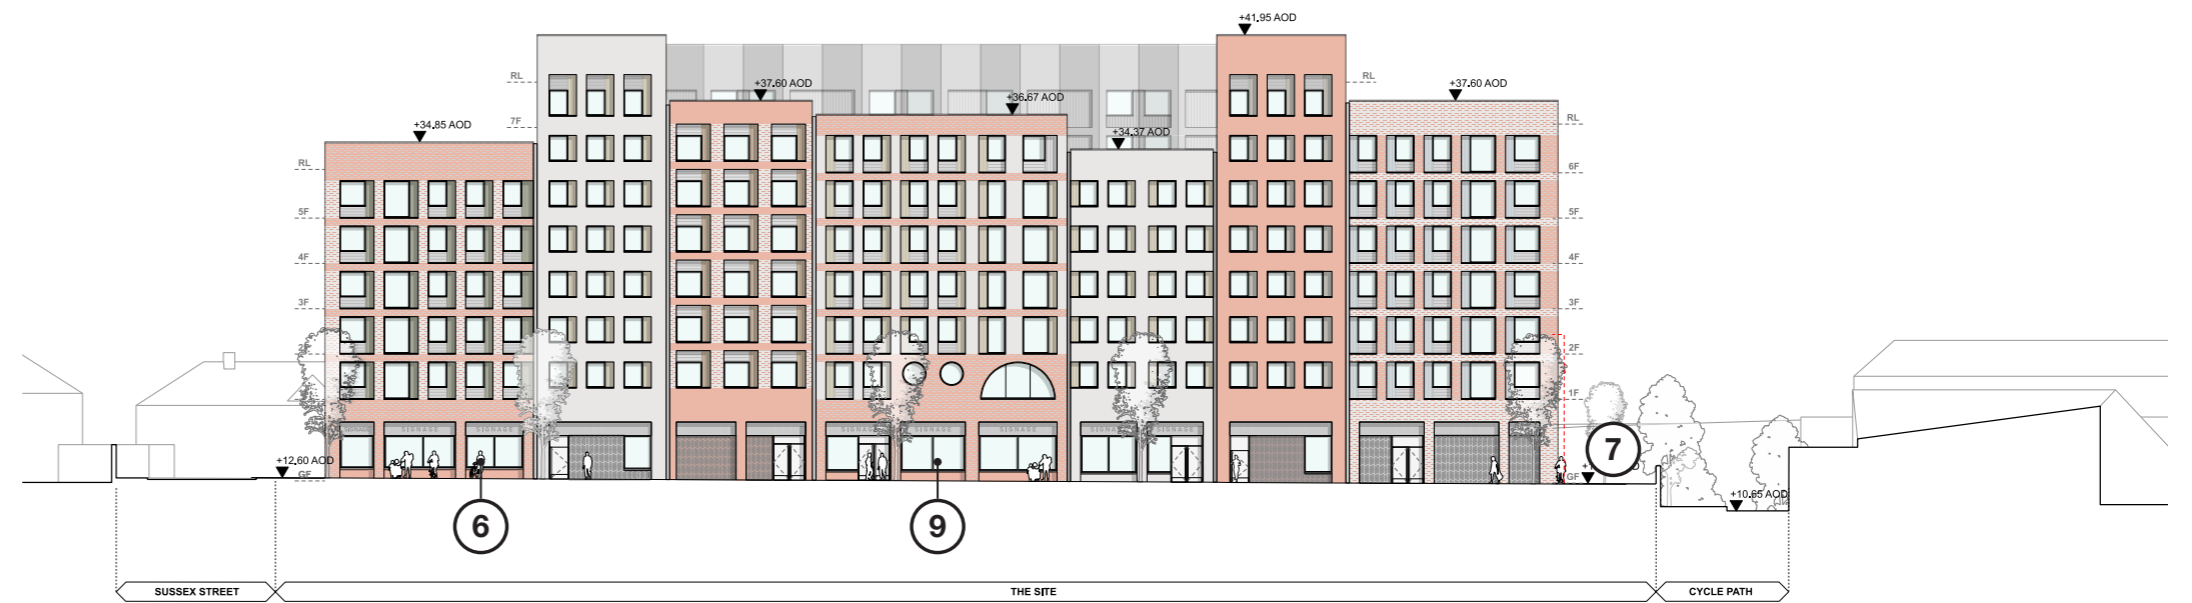 +41.95 AOD
RL
RL
+37.60 AOD
+37.60 AOD
+36.67 AOD
7F
RL
+34.85 AOD
+34.37 AOD
RL
6F
5F
5F
4F
4F
3F
3F
2F
2F
1F
SIGNAGE
SIGNAGE
SIGNAGE
SIGNAGE
SIGNAGE
SIGNAGE
SIGNAGE
SIGNAGE
7
+12.60 AOD
GF
GF
+10.65 AOD
6
9
SUSSEX STREET
THE SITE
CYCLE PATH